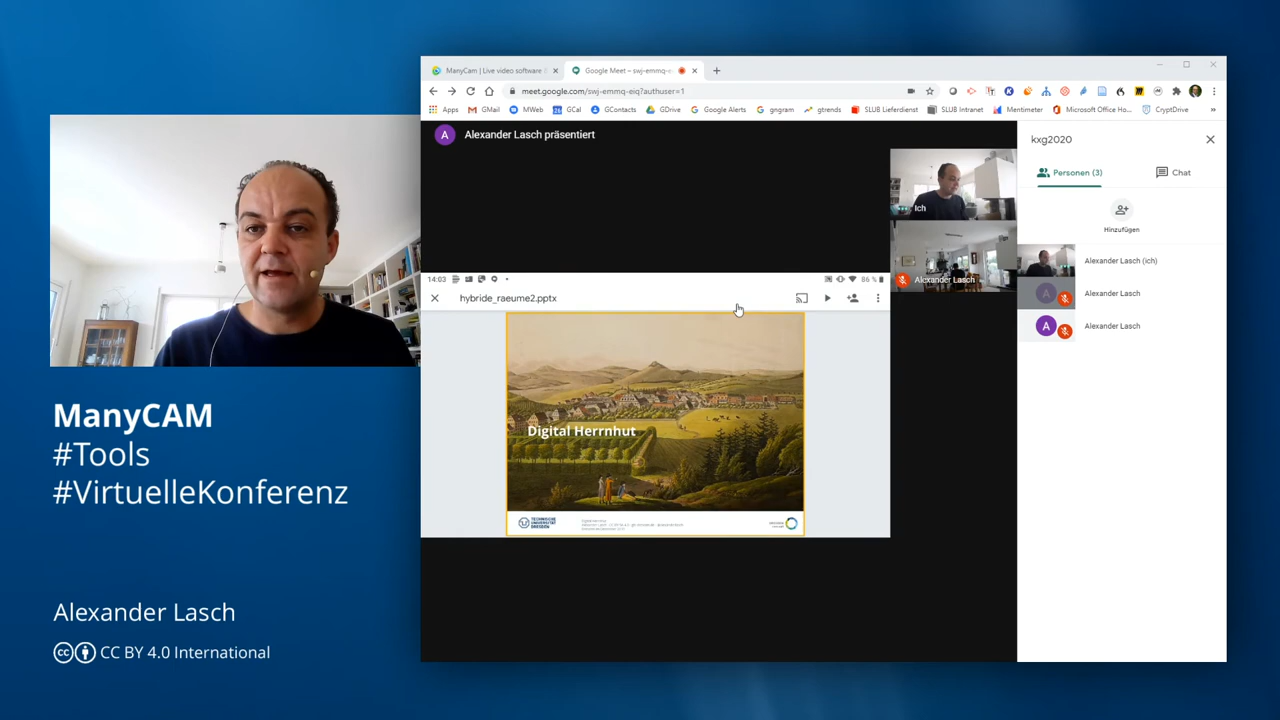 ManyCAM
#Tools
#VirtuelleKonferenz
Alexander Lasch
CC BY 4.0 International
ManyCam | Live video software
Google Meet – swj-emmq-e
meet.google.com/swj-emmq-eiq?authuser=1
Apps
GMail
MWeb
GCal
GContacts
GDrive
Google Alerts
gngram
gtrends
SLUB Lieferdienst
SLUB Intranet
Mentimeter
Microsoft Office Ho...
CryptDrive
A
Alexander Lasch präsentiert
Ich
Alexander Lasch
14:03
86 %
hybride_raeume2.pptx
Digital Herrnhut
TECHNISCHE
UNIVERSITÄT
DRESDEN
kxg2020
Personen (3)
Chat
Hinzufügen
Alexander Lasch (ich)
A
Alexander Lasch
A
Alexander Lasch